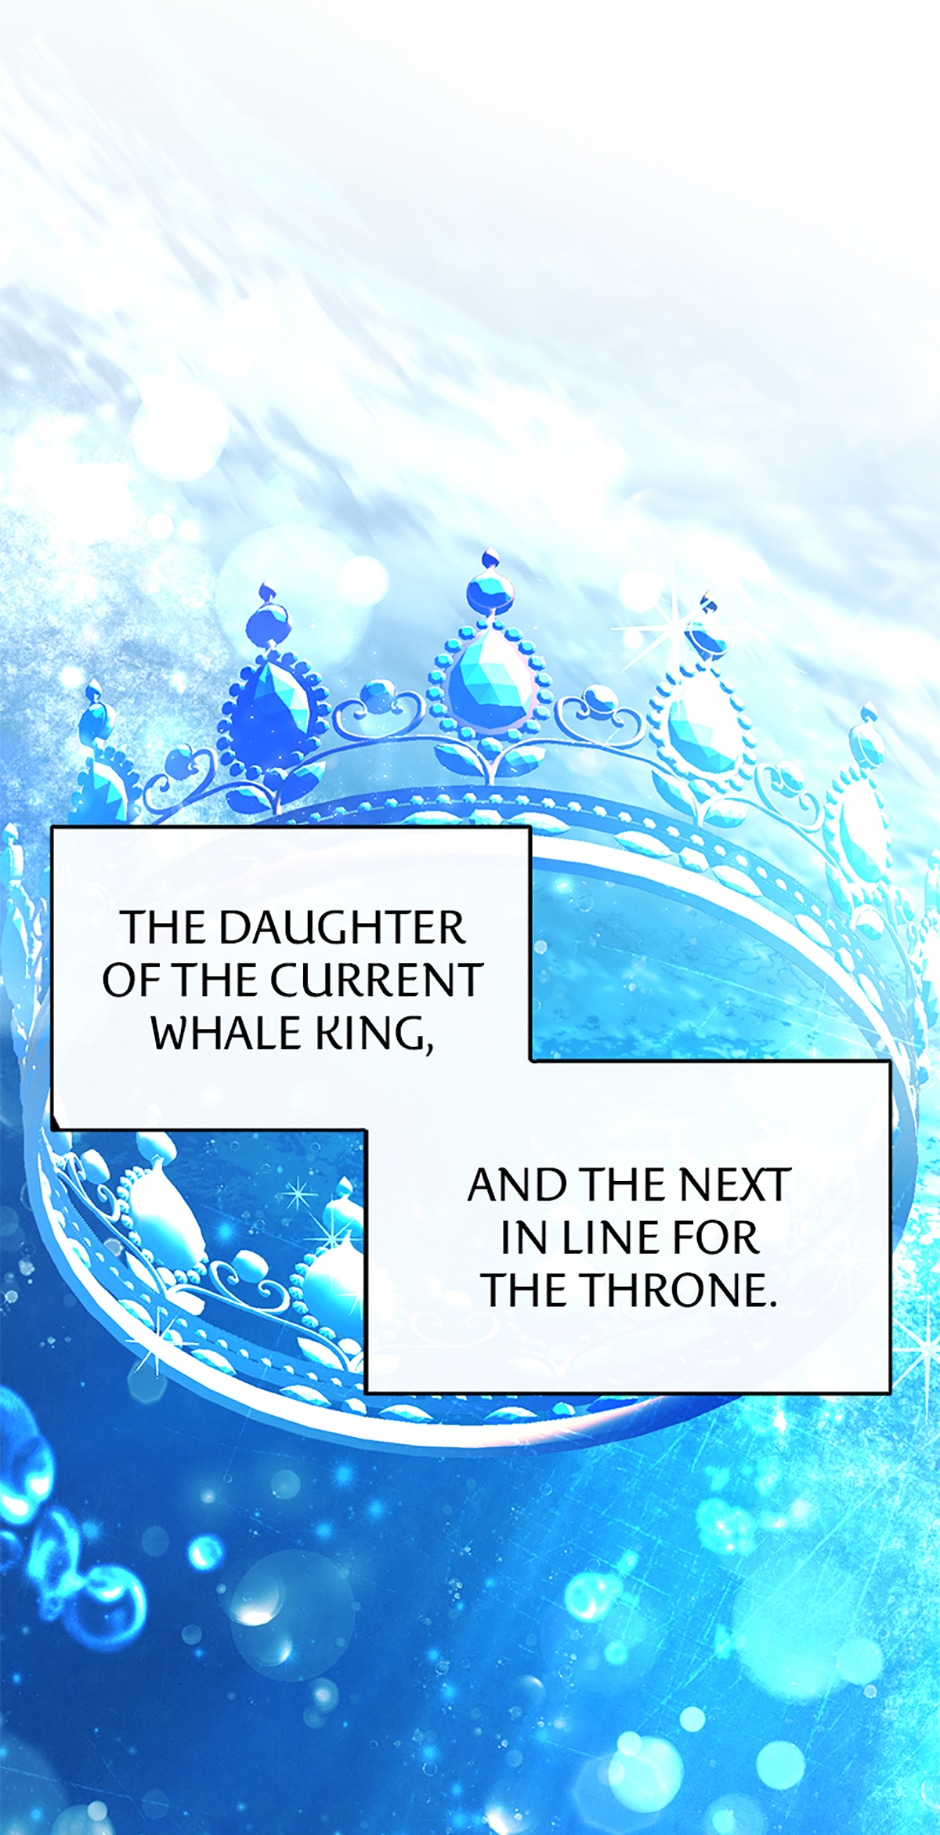 THE DAUGHTER
OF THE CURRENT
WHALE KING,
AND THE NEXT
IN LINE FOR
THE THRONE.